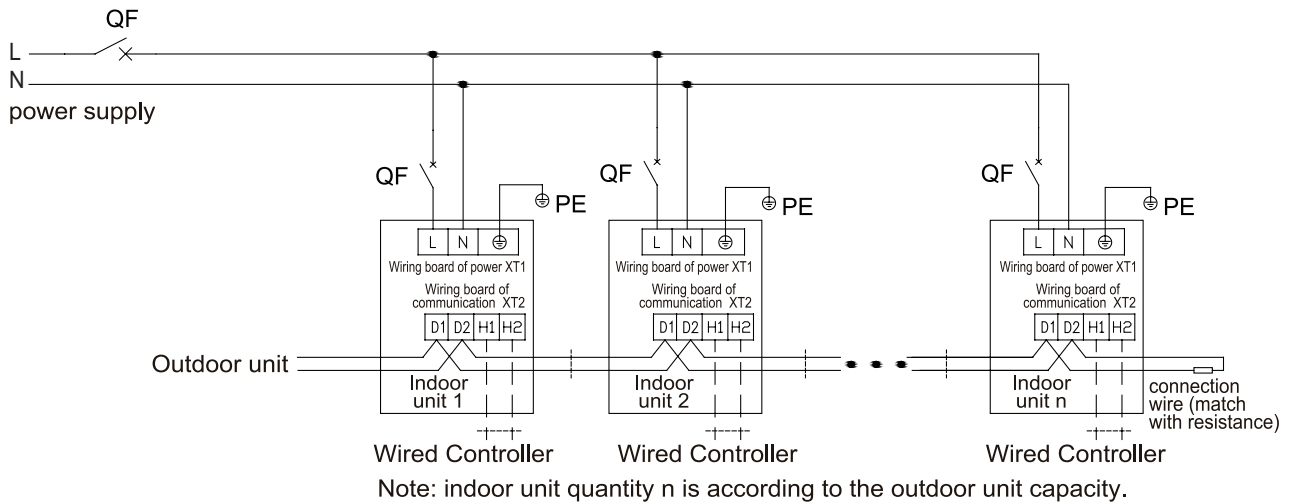 QF
L
N
power supply
QF
PE
QF
PE
QF
PE
L N
L N
L N
Wiring board of power XT1
Wiring board of power XT1
Wiring board of power XT1
Wiring board of
communication XT2
Wiring board of
communication XT2
Wiring board of
communication XT2
D1 D2 H1 H2
D1 D2 H1 H2
D1 D2 H1 H2
Outdoor unit
Indoor
unit 1
Indoor
unit 2
Indoor
unit n
connection
wire (match
with resistance)
Wired Controller
Wired Controller
Wired Controller
Note: indoor unit quantity n is according to the outdoor unit capacity.